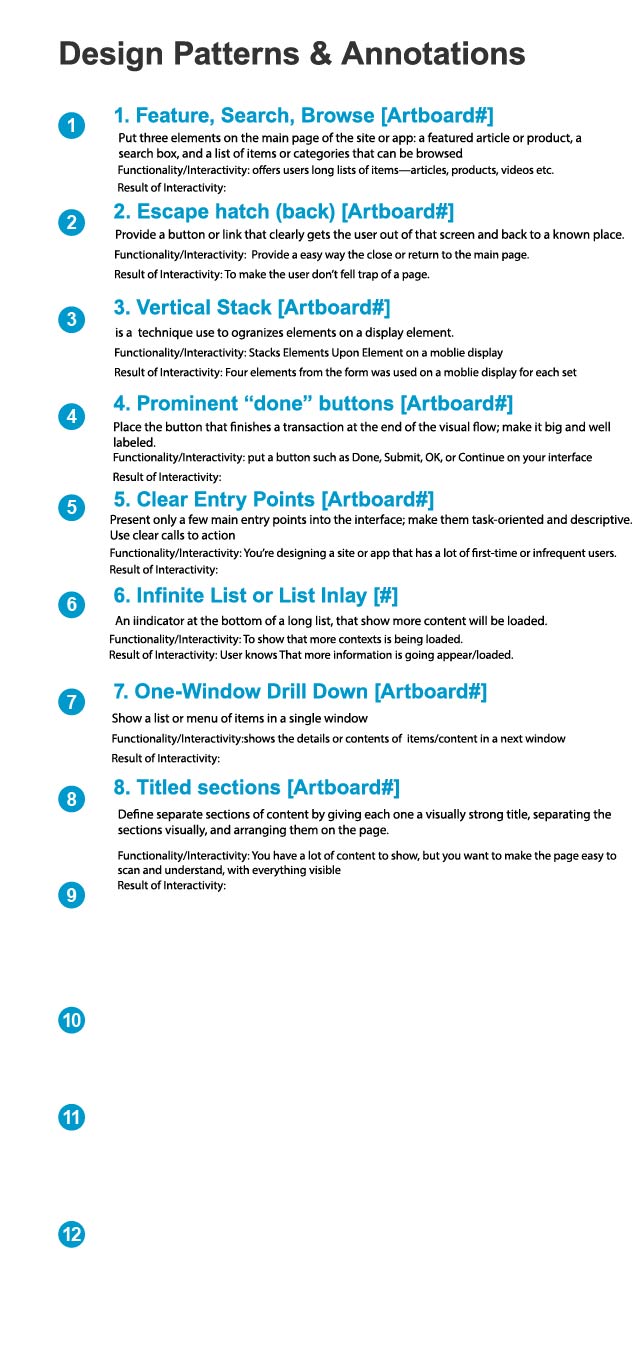 Design Patterns & Annotations
1
1. Feature, Search, Browse [Artboard#]
Put three elements on the main page of the site or app: a featured article or product, a
search box, and a list of items or categories that can be browsed
Functionality/Interactivity: offers users long lists of items—articles, products, videos etc.
Result of Interactivity:
2
2. Escape hatch (back) [Artboard#]
Provide a button or link that clearly gets the user out of that screen and back to a known place.
Functionality/Interactivity: Provide a easy way the close or return to the main page.
Result of Interactivity: To make the user don't fell trap of a page.
3
3. Vertical Stack [Artboard#]
is a technique use to ogranizes elements on a display element.
Functionality/Interactivity: Stacks Elements Upon Element on a moblie display
Result of Interactivity: Four elements from the form was used on a moblie display for each set
4
4. Prominent “done” buttons [Artboard#]
Place the button that finishes a transaction at the end of the visual flow; make it big and well
labeled.
Functionality/Interactivity: put a button such as Done, Submit, OK, or Continue on your interface
Result of Interactivity:
5
5. Clear Entry Points [Artboard#]
Present only a few main entry points into the interface; make them task-oriented and descriptive.
Use clear calls to action
Functionality/Interactivity: You’re designing a site or app that has a lot of first-time or infrequent users.
Result of Interactivity:
6
6. Infinite List or List Inlay [#]
An iindicator at the bottom of a long list, that show more content will be loaded.
Functionality/Interactivity: To show that more contexts is being loaded.
Result of Interactivity: User knows That more information is going appear/loaded.
7
7. One-Window Drill Down [Artboard#]
Show a list or menu of items in a single window
Functionality/Interactivity:shows the details or contents of items/content in a next window
Result of Interactivity:
8
8. Titled sections [Artboard#]
Define separate sections of content by giving each one a visually strong title, separating the
sections visually, and arranging them on the page.
Functionality/Interactivity: You have a lot of content to show, but you want to make the page easy to
scan and understand, with everything visible
Result of Interactivity:
9
10
11
12